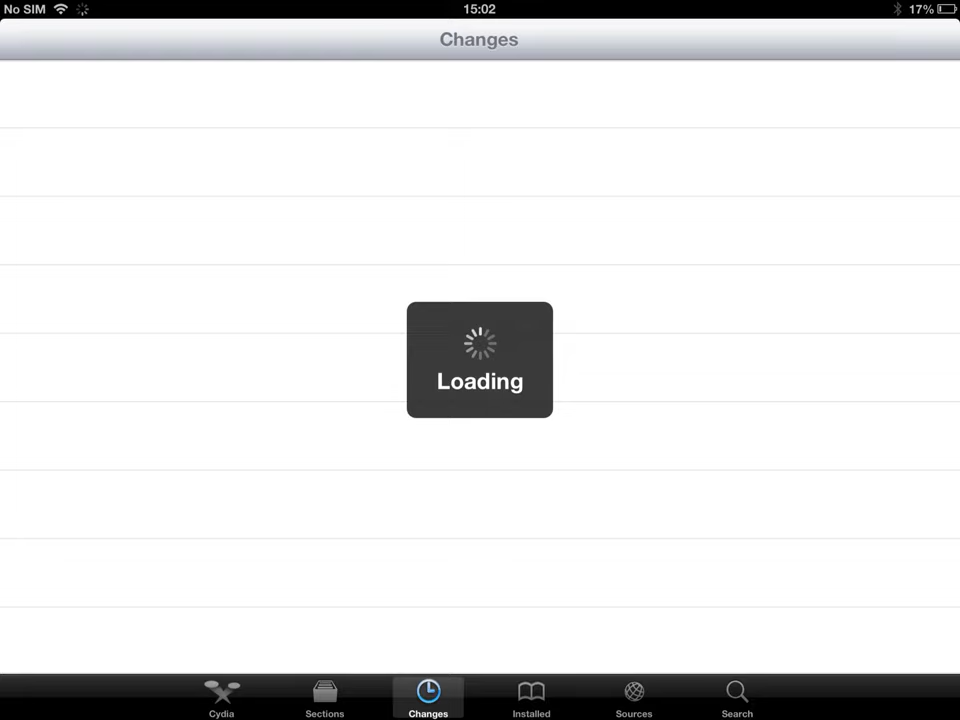 No SIM 15:02 17%
Changes
Loading
Cydia Sections Changes Installed Sources Search